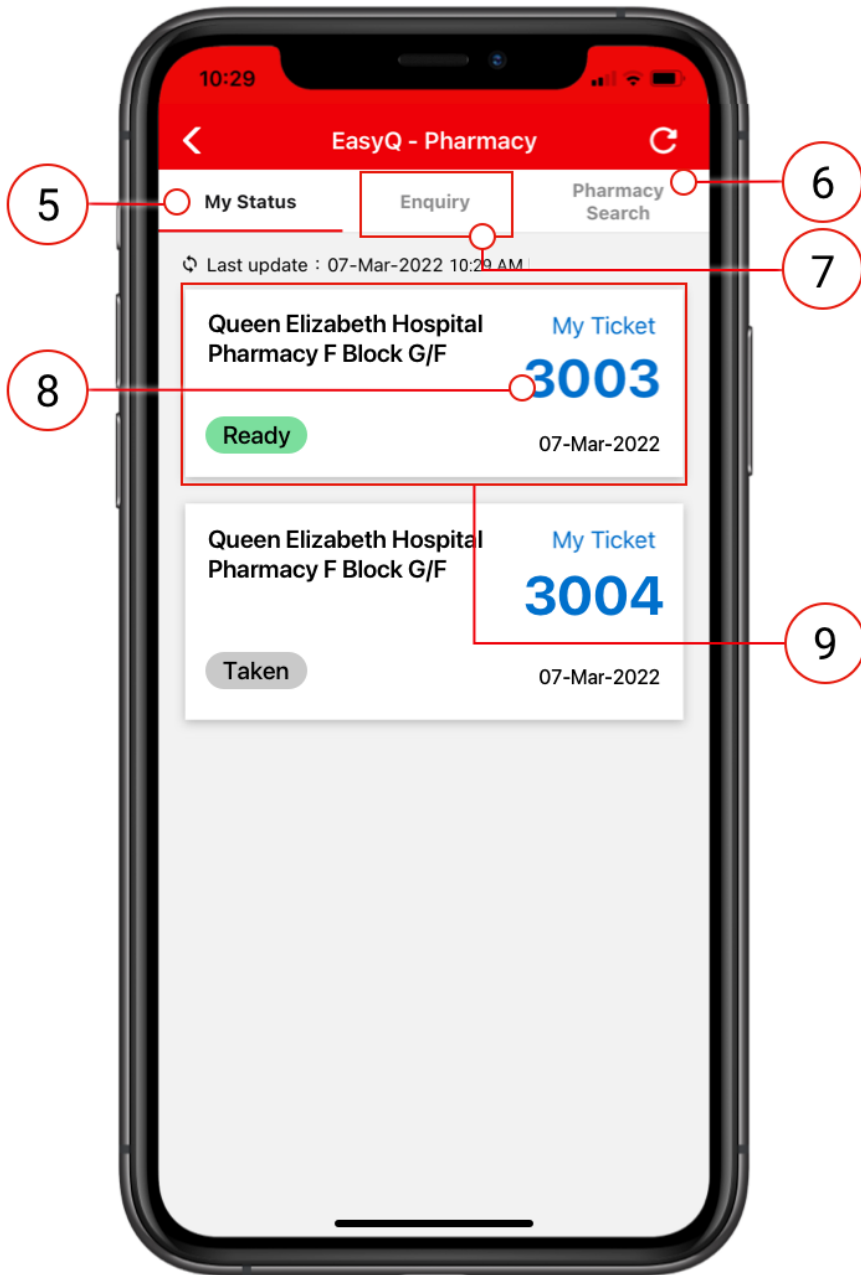 10:29
EasyQ - Pharmacy
5
My Status
Enquiry
Pharmacy
Search
6
Last update : 07-Mar-2022 10:29 AM
7
Queen Elizabeth Hospital
Pharmacy F Block G/F
My Ticket
3003
8
Ready
07-Mar-2022
Queen Elizabeth Hospital
Pharmacy F Block G/F
My Ticket
3004
9
Taken
07-Mar-2022